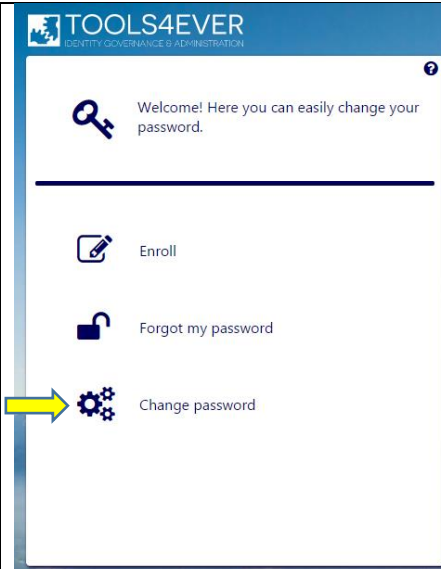 TOOLS4EVER
IDENTITY GOVERNANCE & ADMINISTRATION
?
Welcome! Here you can easily change your
password.
Enroll
Forgot my password
Change password